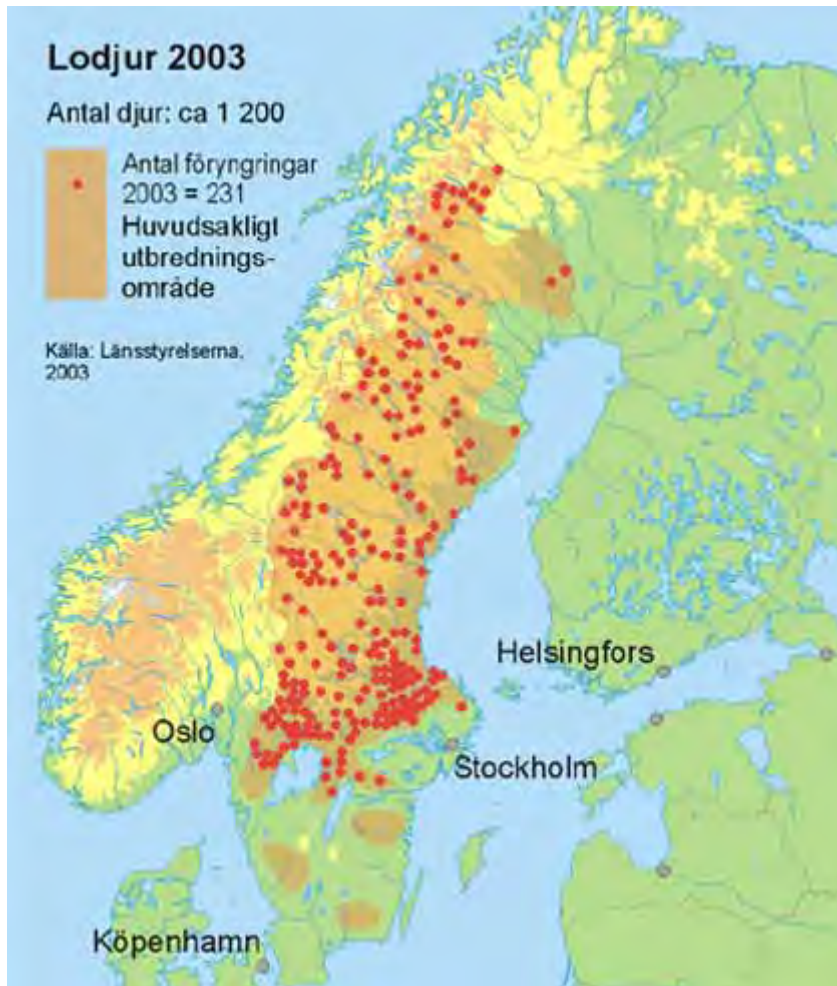 Lodjur 2003
Antal djur: ca 1 200
Antal föryngringar
2003 = 231
Huvudsakligt
utbrednings-
område
Källa: Länsstyrelserna,
2003
Helsingfors
Oslo
Stockholm
Köpenhamn